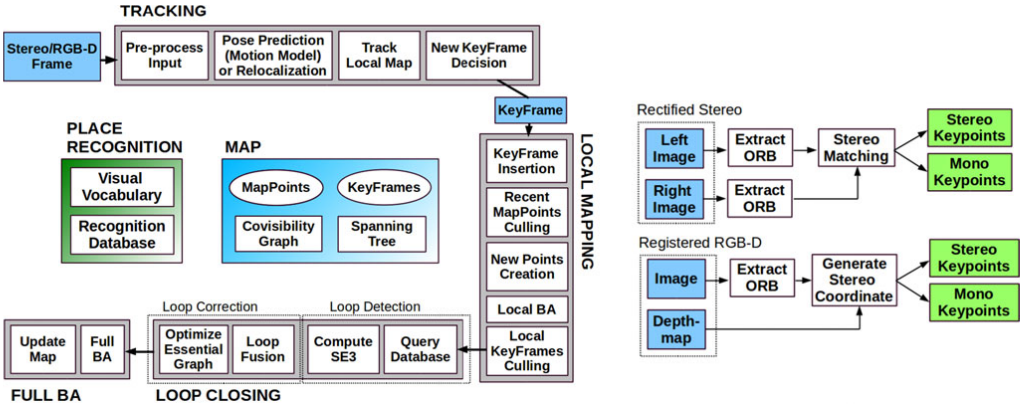 TRACKING
Stereo/RGB-D
Frame
Pre-process
Input
Pose Prediction
(Motion Model)
or Relocalization
Track
Local Map
New KeyFrame
Decision
KeyFrame
PLACE
RECOGNITION
Visual
Vocabulary
Recognition
Database
MAP
MapPoints
KeyFrames
Covisibility
Graph
Spanning
Tree
LOCAL MAPPING
KeyFrame
Insertion
Recent
MapPoints
Culling
New Points
Creation
Local BA
Local
KeyFrames
Culling
Loop Correction
Loop Detection
Optimize
Essential
Graph
Loop
Fusion
Compute
SE3
Query
Database
LOOP CLOSING
Update
Map
Full
BA
FULL BA
Rectified Stereo
Left
Image
Extract
ORB
Stereo
Matching
Stereo
Keypoints
Mono
Keypoints
Right
Image
Extract
ORB
Registered RGB-D
Image
Extract
ORB
Generate
Stereo
Coordinate
Stereo
Keypoints
Mono
Keypoints
Depth-
map